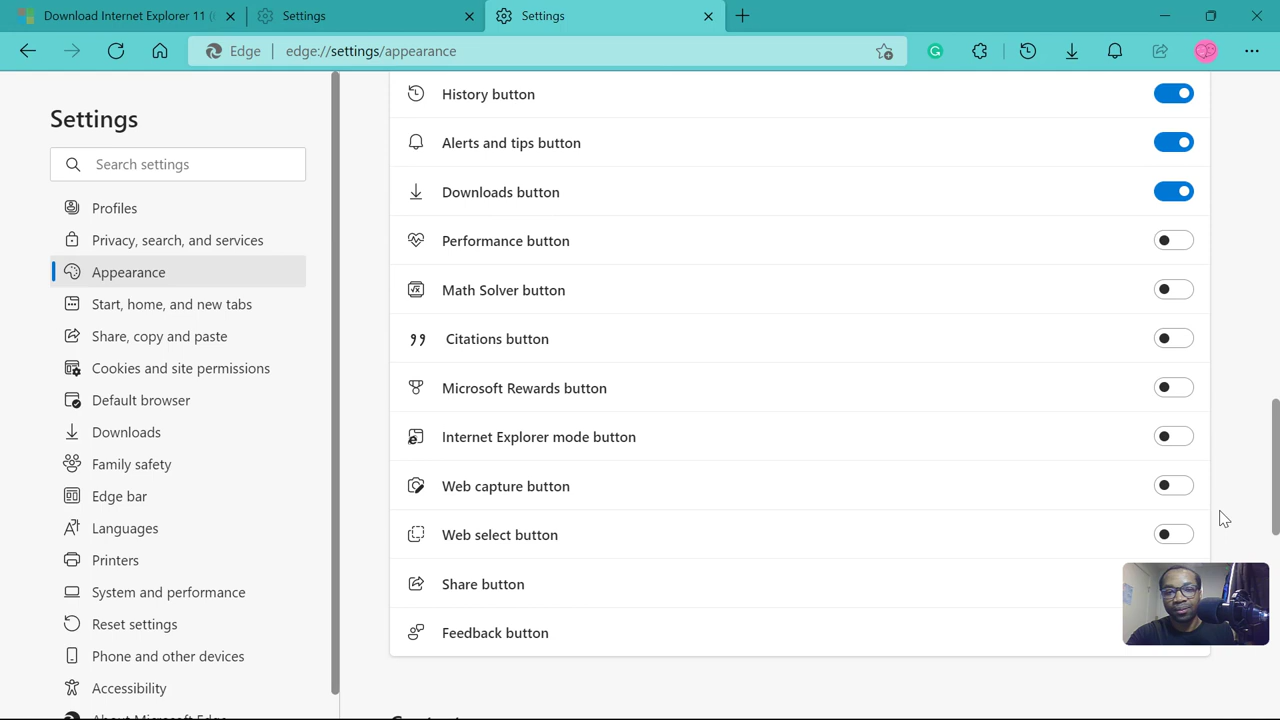 Download Internet Explorer 11 (
Settings
Settings
Edge
edge://settings/appearance
Settings
Search settings
Profiles
Privacy, search, and services
Appearance
Start, home, and new tabs
Share, copy and paste
Cookies and site permissions
Default browser
Downloads
Family safety
Edge bar
Languages
Printers
System and performance
Reset settings
Phone and other devices
Accessibility
About Microsoft Edge
History button
Alerts and tips button
Downloads button
Performance button
Math Solver button
Citations button
Microsoft Rewards button
Internet Explorer mode button
Web capture button
Web select button
Share button
Feedback button